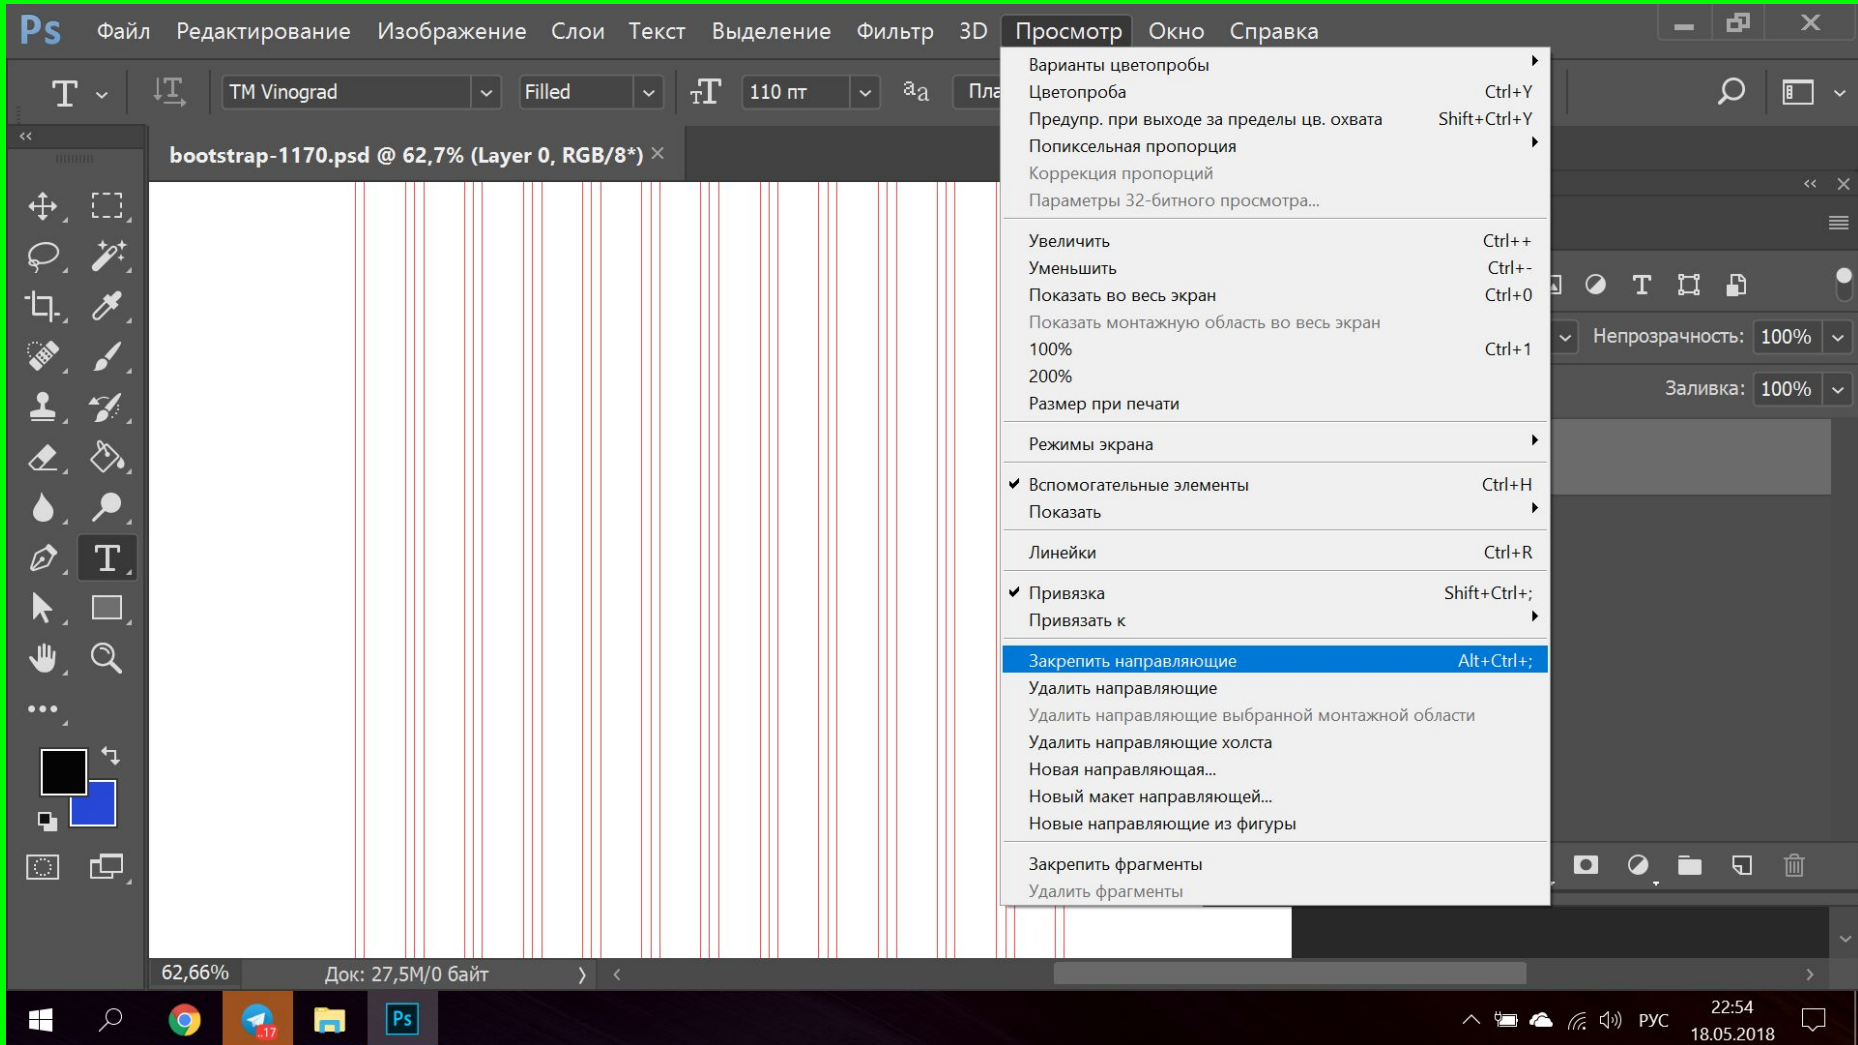 Ps Файл Редактирование Изображение Слои Текст Выделение Фильтр 3D Просмотр Окно Справка
TM Vinograd Filled 110 пт aa Пла
bootstrap-1170.psd @ 62,7% (Layer 0, RGB/8*)
Варианты цветопробы
Цветопроба Ctrl+Y
Предупр. при выходе за пределы цв. охвата Shift+Ctrl+Y
Попиксельная пропорция
Коррекция пропорций
Параметры 32-битного просмотра...
Увеличить Ctrl++
Уменьшить Ctrl+-
Показать во весь экран Ctrl+0
Показать монтажную область во весь экран
100% Ctrl+1
200%
Размер при печати
Режимы экрана
Вспомогательные элементы Ctrl+H
Показать
Линейки Ctrl+R
Привязка Shift+Ctrl+;
Привязать к
Закрепить направляющие Alt+Ctrl+;
Удалить направляющие
Удалить направляющие выбранной монтажной области
Удалить направляющие холста
Новая направляющая...
Новый макет направляющей...
Новые направляющие из фигуры
Закрепить фрагменты
Удалить фрагменты
Непрозрачность: 100%
Заливка: 100%
62,66% Док: 27,5M/0 байт
..17 Ps РУС 22:54
18.05.2018